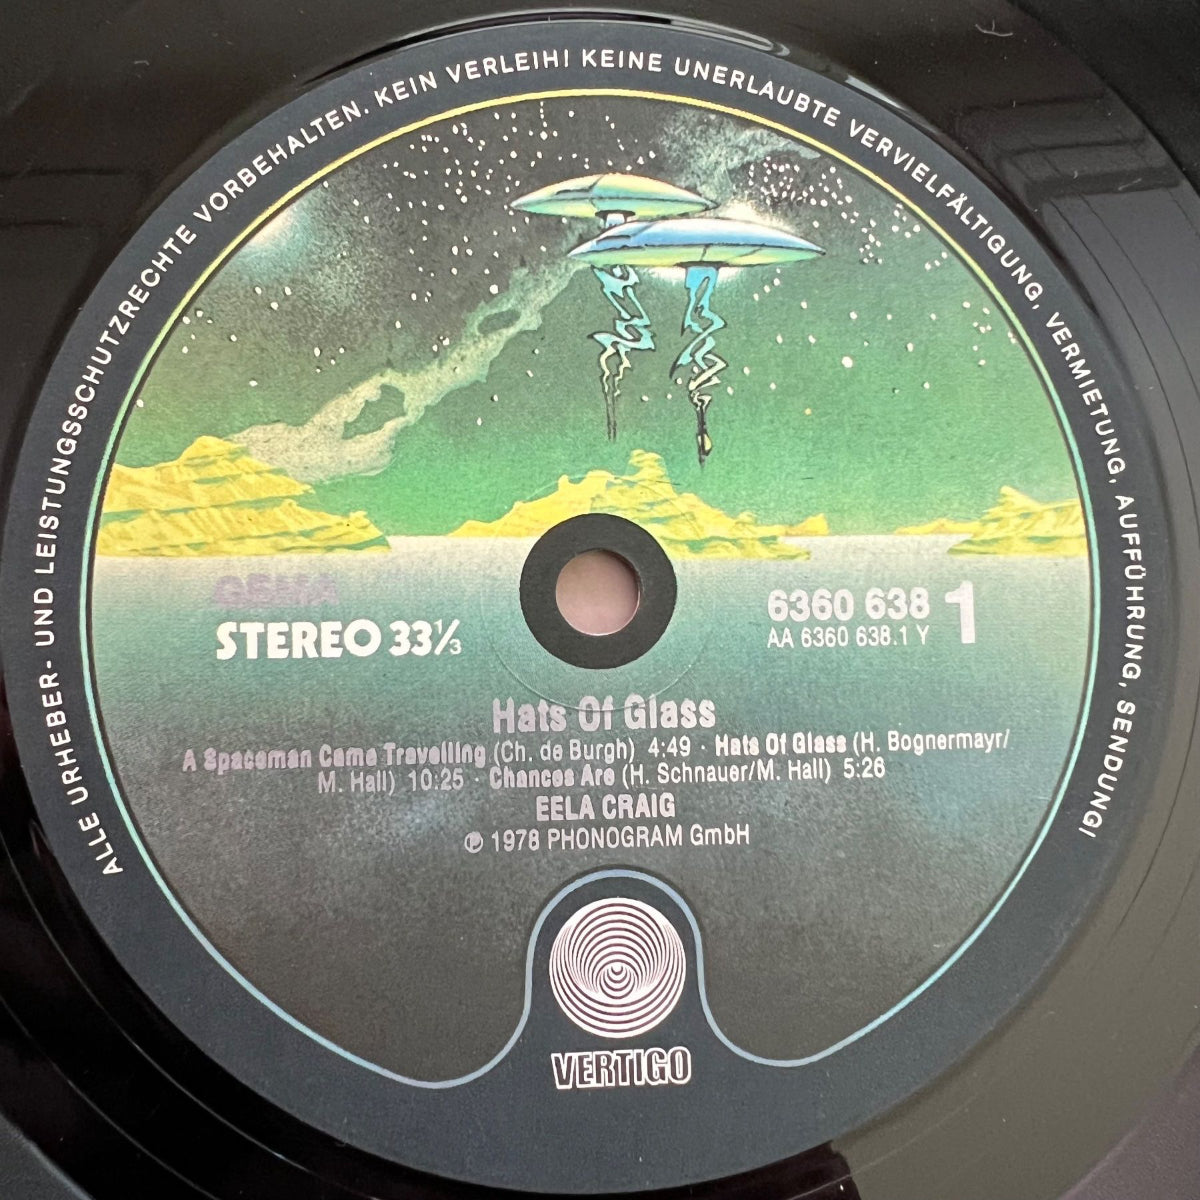 ALLE URHEBER- UND LEISTUNGSSCHUTZRECHTE VORBEHALTEN. KEIN VERLEIH! KEINE UNERLAUBTE VERVIELFÄLTIGUNG, VERMIETUNG, AUFFÜHRUNG, SENDUNG!
GEMA
STEREO 33⅓
6360 638 1
AA 6360 638.1 Y
Hats Of Glass
A Spaceman Came Travelling (Ch. de Burgh) 4:49 · Hats Of Glass (H. Bognermayr/
M. Hall) 10:25 · Chances Are (H. Schnauer/M. Hall) 5:26
EELA CRAIG
℗ 1978 PHONOGRAM GmbH
VERTIGO